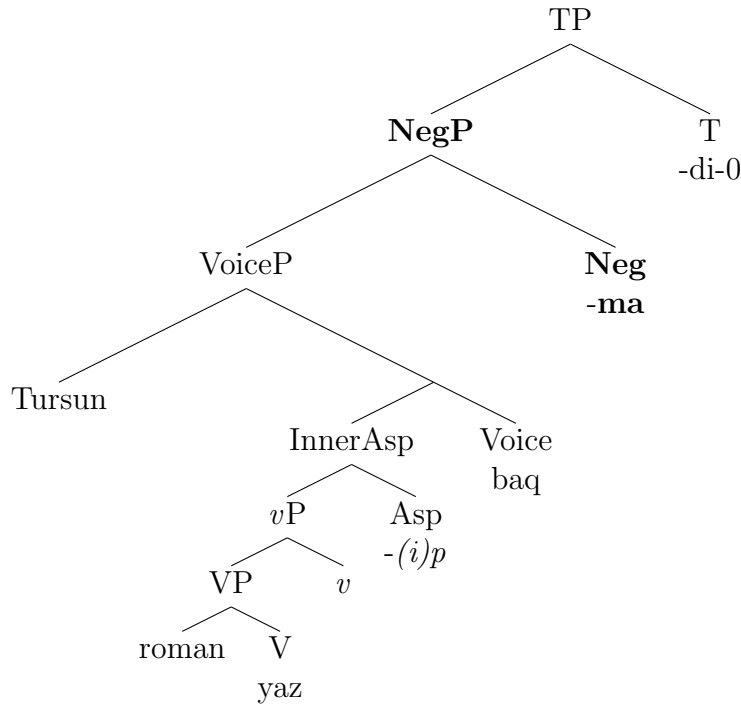 TP
NegP T
-di-0
VoiceP Neg
-ma
Tursun
InnerAsp Voice
baq
vP Asp
-(i)p
VP v
roman V
yaz